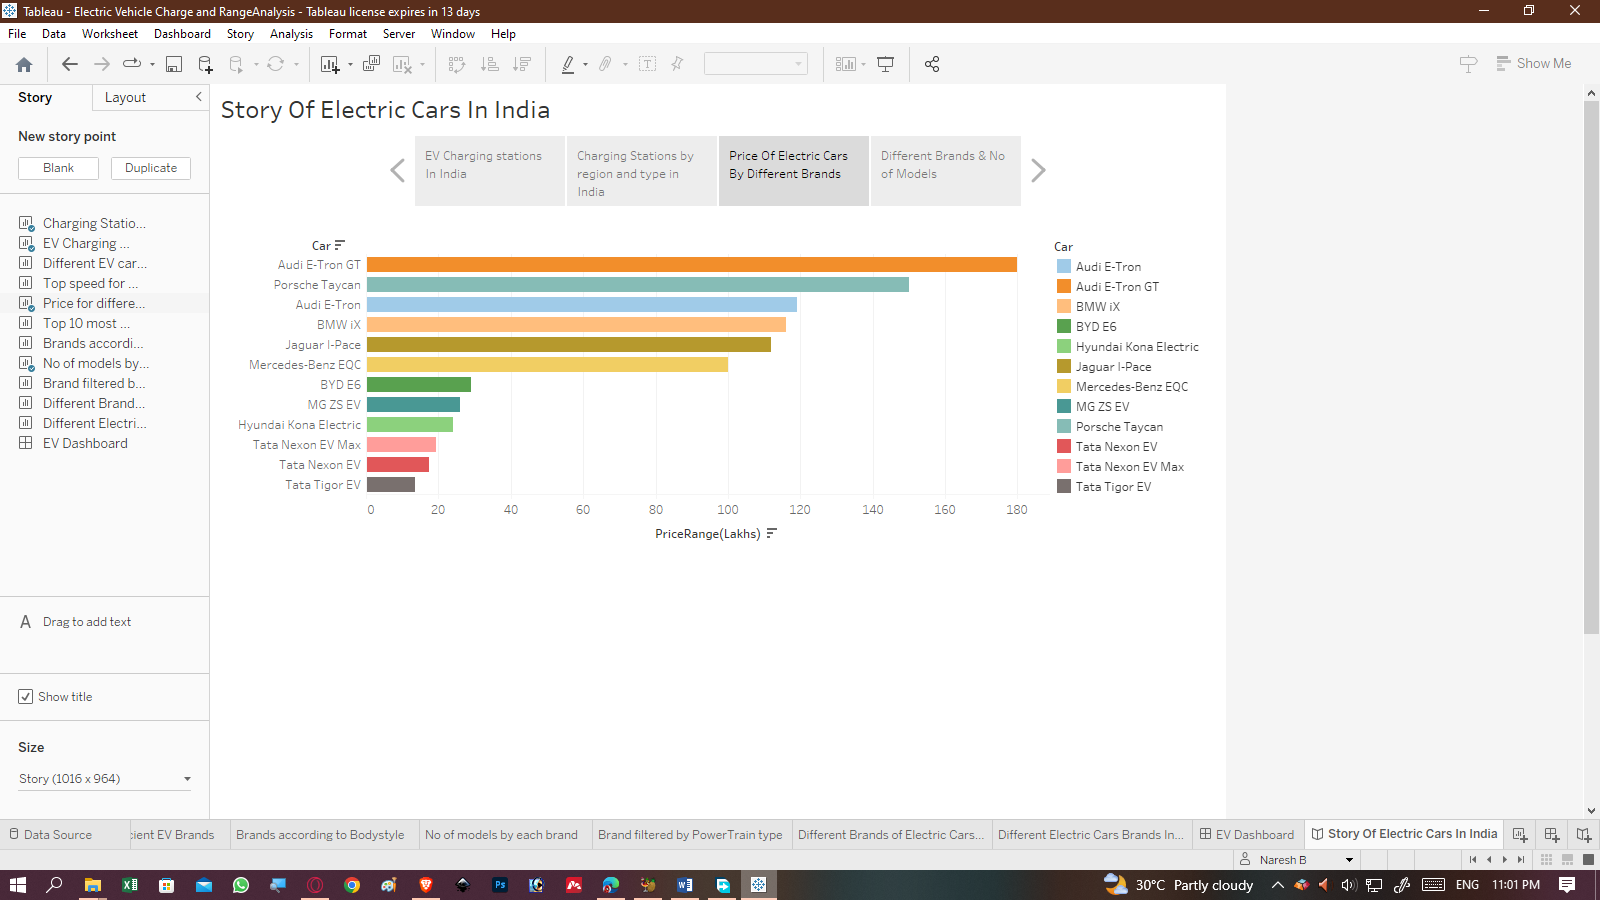 Tableau - Electric Vehicle Charge and RangeAnalysis - Tableau license expires in 13 days
File Data Worksheet Dashboard Story Analysis Format Server Window Help
Show Me
Story Layout
New story point
Blank Duplicate
Charging Statio...
EV Charging ...
Different EV car...
Top speed for ...
Price for differe...
Top 10 most ...
Brands accordi...
No of models by...
Brand filtered b...
Different Brand...
Different Electri...
EV Dashboard
A Drag to add text
Show title
Size
Story (1016 x 964)
Story Of Electric Cars In India
EV Charging stations
In India
Charging Stations by
region and type in
India
Price Of Electric Cars
By Different Brands
Different Brands & No
of Models
Car
Audi E-Tron GT
Porsche Taycan
Audi E-Tron
BMW iX
Jaguar I-Pace
Mercedes-Benz EQC
BYD E6
MG ZS EV
Hyundai Kona Electric
Tata Nexon EV Max
Tata Nexon EV
Tata Tigor EV
0 20 40 60 80 100 120 140 160 180
PriceRange(Lakhs)
Car
Audi E-Tron
Audi E-Tron GT
BMW iX
BYD E6
Hyundai Kona Electric
Jaguar I-Pace
Mercedes-Benz EQC
MG ZS EV
Porsche Taycan
Tata Nexon EV
Tata Nexon EV Max
Tata Tigor EV
Data Source cient EV Brands Brands according to Bodystyle No of models by each brand Brand filtered by PowerTrain type Different Brands of Electric Cars... Different Electric Cars Brands In... EV Dashboard Story Of Electric Cars In India
Naresh B
30°C Partly cloudy ENG 11:01 PM